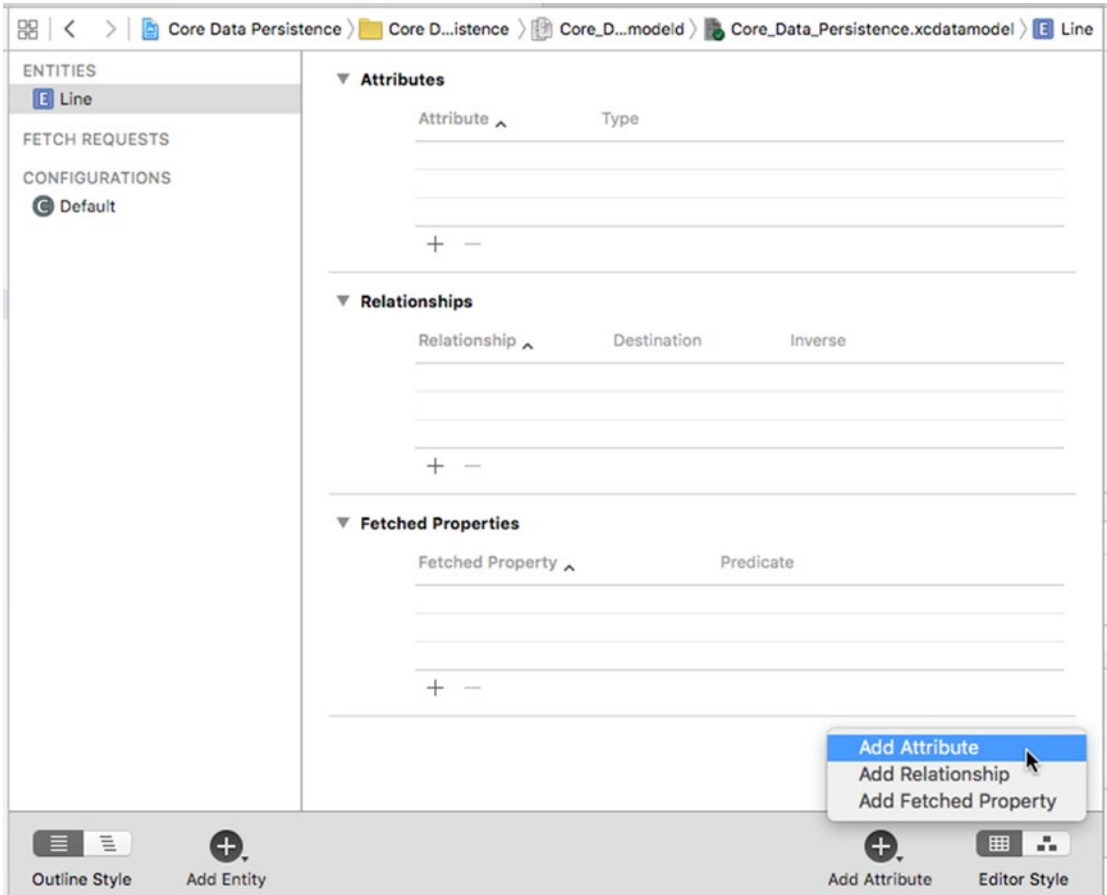 Core Data Persistence Core D...istence Core_D...modeld Core_Data_Persistence.xcdatamodel E Line
ENTITIES
E Line
FETCH REQUESTS
CONFIGURATIONS
C Default
Attributes
Attribute Type
Relationships
Relationship Destination Inverse
Fetched Properties
Fetched Property Predicate
Add Attribute
Add Relationship
Add Fetched Property
Outline Style Add Entity Add Attribute Editor Style